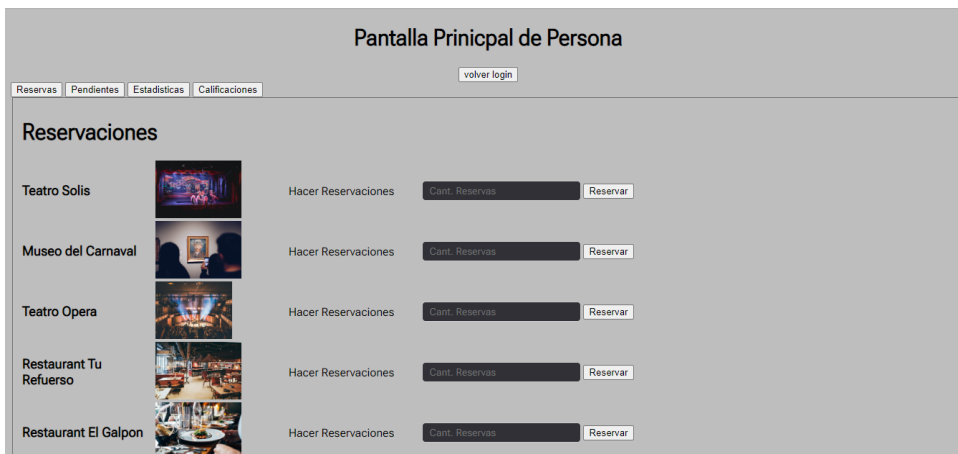 Pantalla Prinicpal de Persona
volver login
Reservas Pendientes Estadisticas Calificaciones
Reservaciones
Teatro Solis Hacer Reservaciones Cant. Reservas Reservar
Museo del Carnaval Hacer Reservaciones Cant. Reservas Reservar
Teatro Opera Hacer Reservaciones Cant. Reservas Reservar
Restaurant Tu
Refuerso Hacer Reservaciones Cant. Reservas Reservar
Restaurant El Galpon Hacer Reservaciones Cant. Reservas Reservar